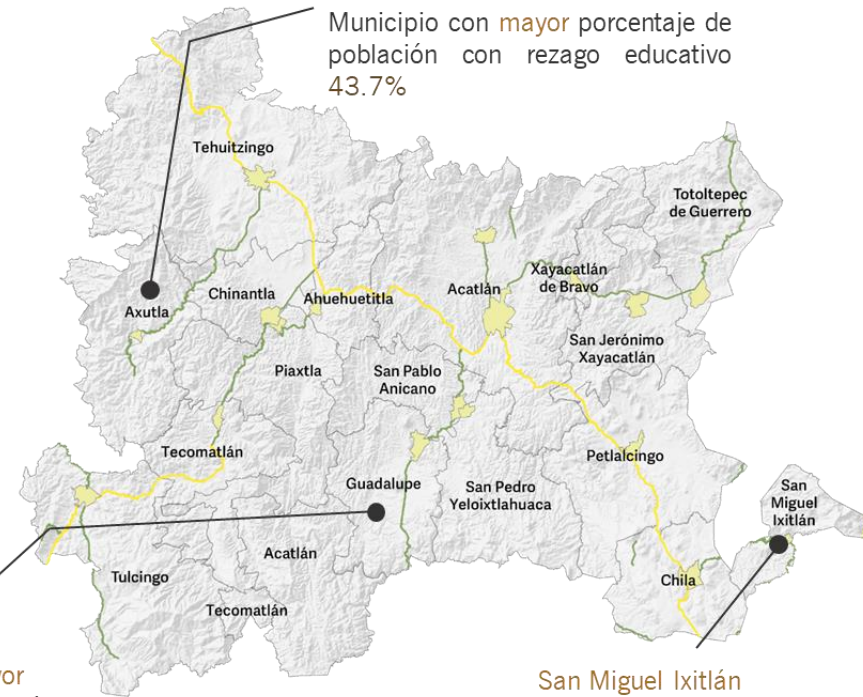 Municipio con mayor porcentaje de
población con rezago educativo
43.7%
Tehuitzingo
Totoltepec
de Guerrero
Axutla
Chinantla
Ahuehuetitla
Acatlán
Xayacatlán
de Bravo
San Jerónimo
Xayacatlán
Piaxtla
San Pablo
Anicano
Tecomatlán
Guadalupe
San Pedro
Yeloixtlahuaca
Petlalcingo
San
Miguel
Ixitlán
Tulcingo
Acatlán
Tecomatlán
Chila
San Miguel Ixitlán